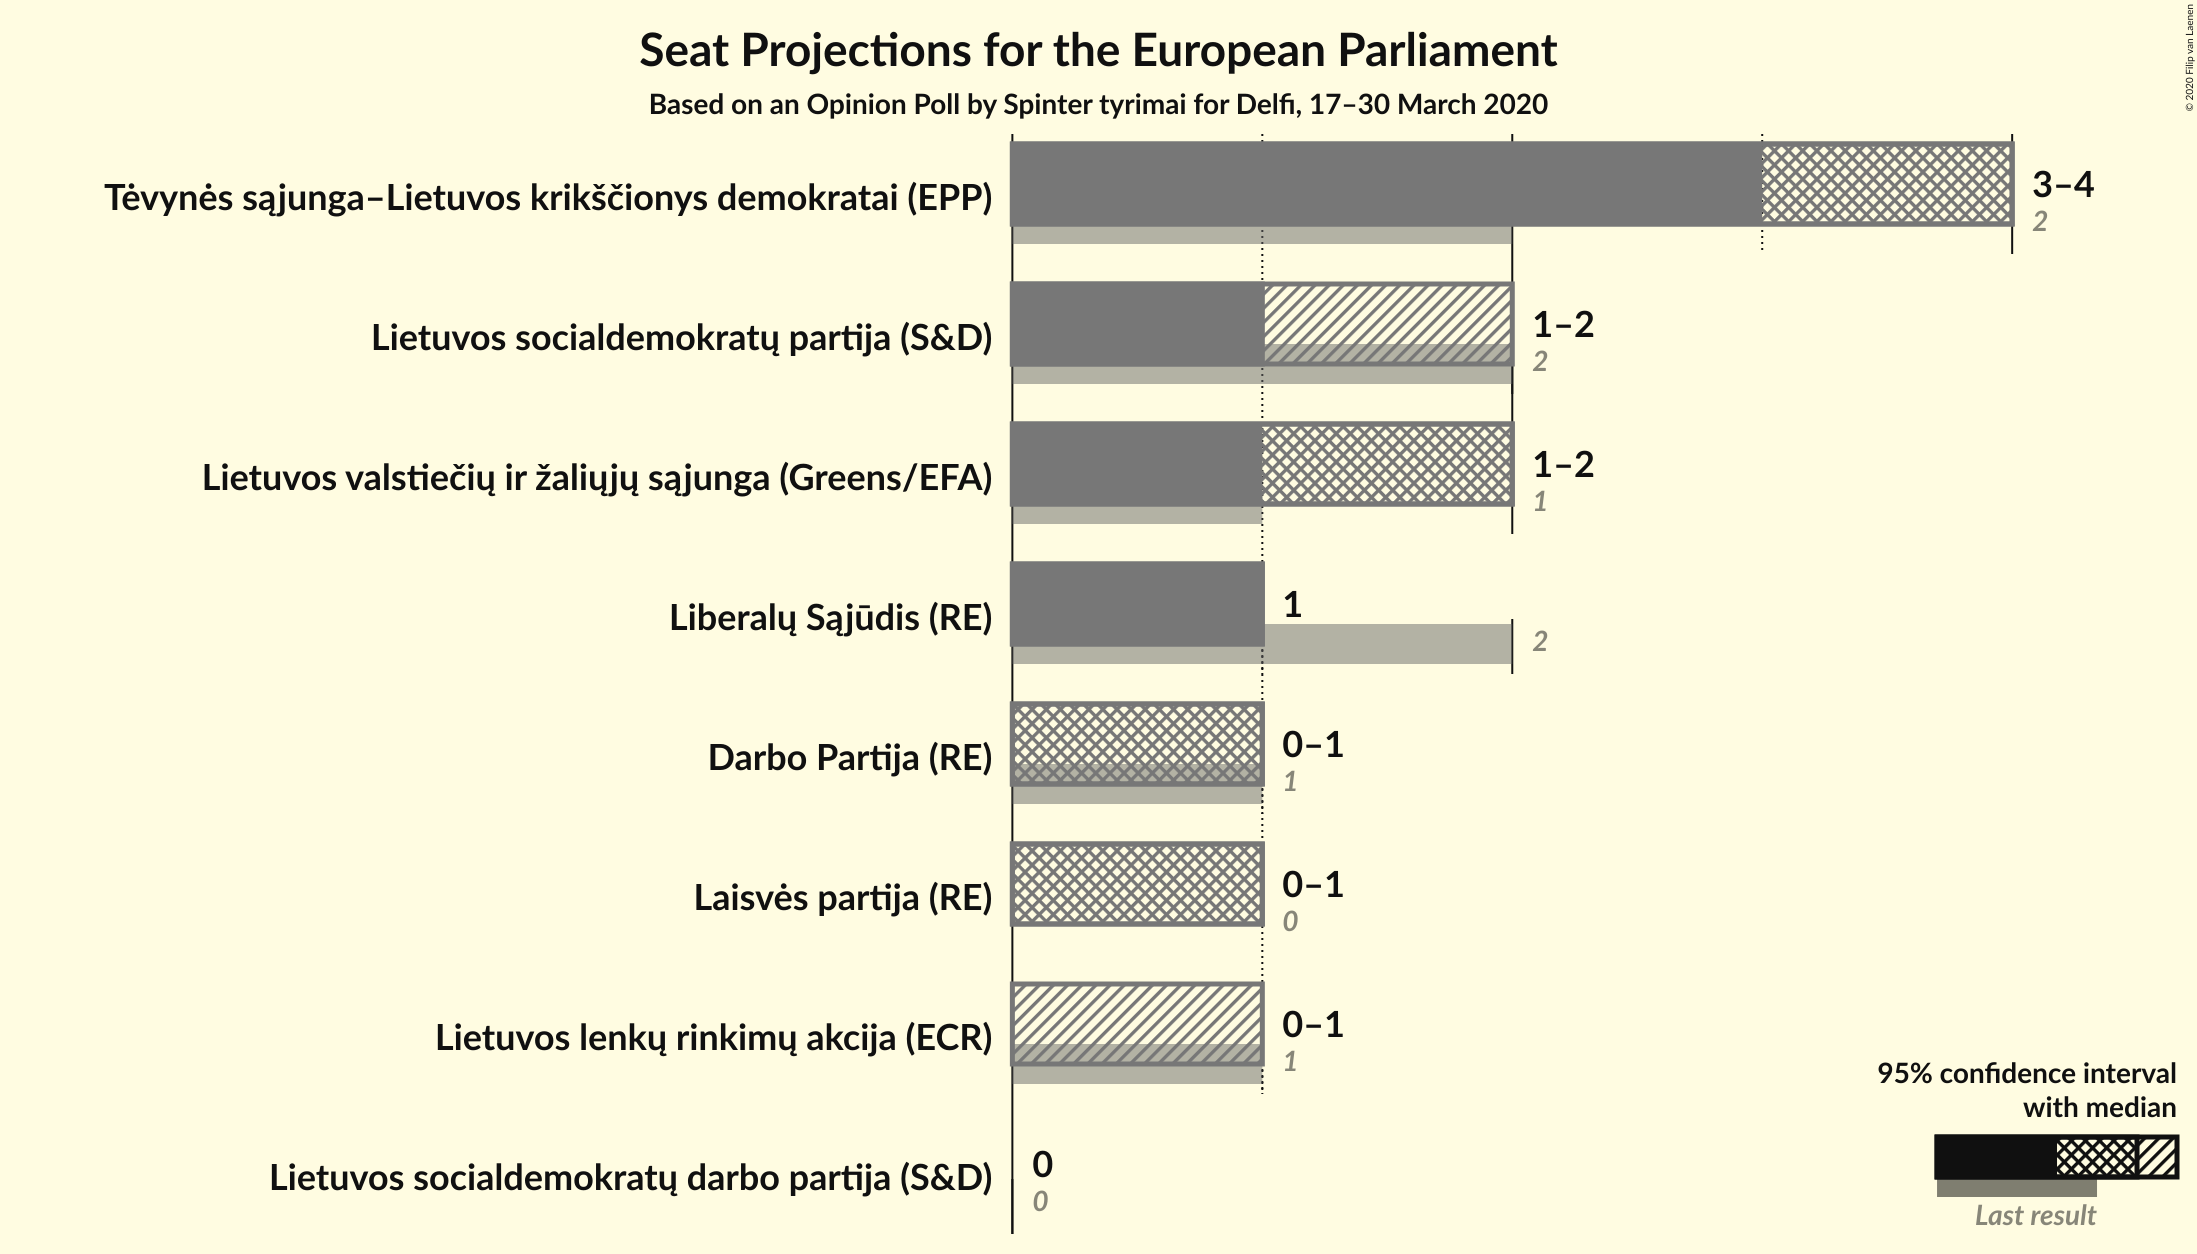 Seat Projections for the European Parliament
Based on an Opinion Poll by Spinter tyrimai for Delfi, 17–30 March 2020
© 2020 Filip van Laenen
Tėvynės sąjunga–Lietuvos krikščionys demokratai (EPP)
3–4
2
Lietuvos socialdemokratų partija (S&D)
1–2
2
Lietuvos valstiečių ir žaliųjų sąjunga (Greens/EFA)
1–2
1
Liberalų Sąjūdis (RE)
1
2
Darbo Partija (RE)
0–1
1
Laisvės partija (RE)
0–1
0
Lietuvos lenkų rinkimų akcija (ECR)
0–1
1
Lietuvos socialdemokratų darbo partija (S&D)
0
0
95% confidence interval
with median
Last result